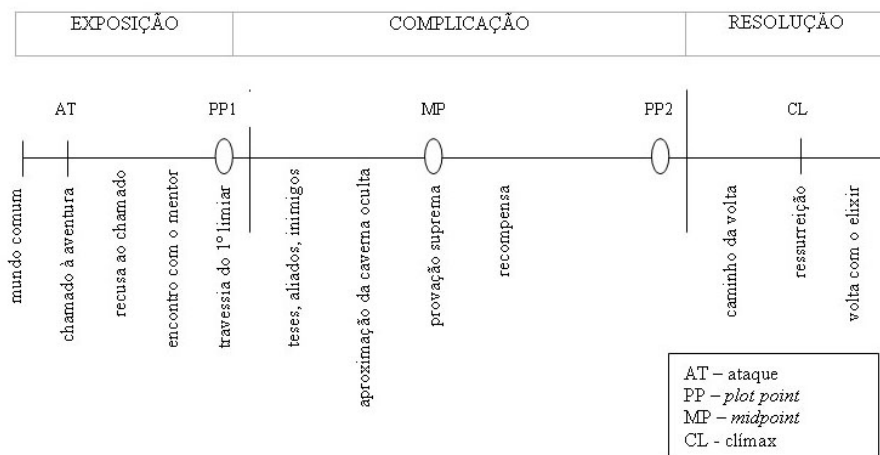 EXPOSIÇÃO
COMPLICAÇÃO
RESOLUÇÃO
AT
PP1
MP
PP2
CL
mundo comum
chamado à aventura
recusa ao chamado
encontro com o mentor
travessia do 1º limiar
teses, aliados, inimigos
aproximação da caverna oculta
provação suprema
recompensa
caminho da volta
ressurreição
volta com o elixir
AT – ataque
PP – plot point
MP – midpoint
CL - clímax